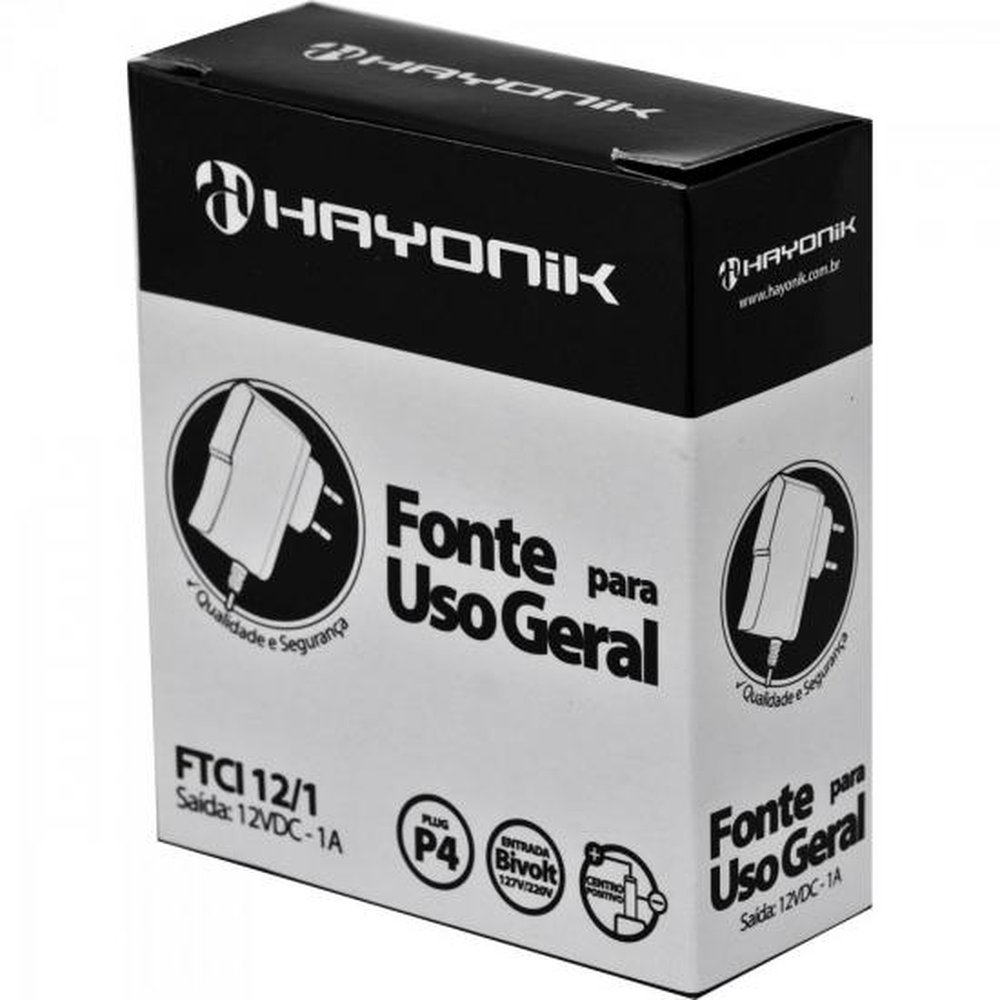 HAYONiK
HAYONiK
HAYONiK
www.hayonik.com.br
Fonte para
Uso Geral
✓ Qualidade e Segurança
FTCI 12/1
Saída: 12VDC - 1A
PLUG
P4
ENTRADA
Bivolt
127V/220V
+
CENTRO
POSITIVO
-
✓ Qualidade e Segurança
Fonte para
Uso Geral
Saída: 12VDC - 1A